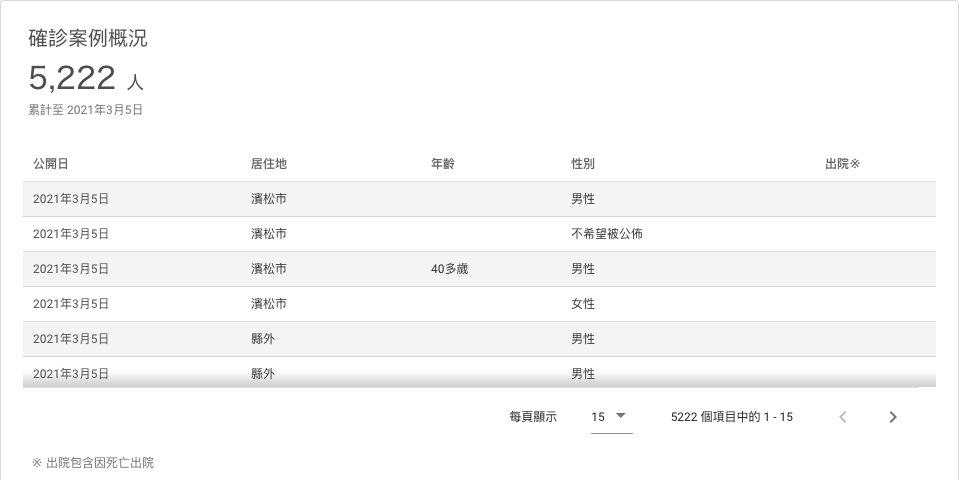 確診案例概況
5,222 人
累計至 2021年3月5日
公開日 居住地 年齡 性別 出院※
2021年3月5日 濱松市 男性
2021年3月5日 濱松市 不希望被公佈
2021年3月5日 濱松市 40多歲 男性
2021年3月5日 濱松市 女性
2021年3月5日 縣外 男性
2021年3月5日 縣外 男性
每頁顯示 15 5222 個項目中的 1 - 15
※ 出院包含因死亡出院